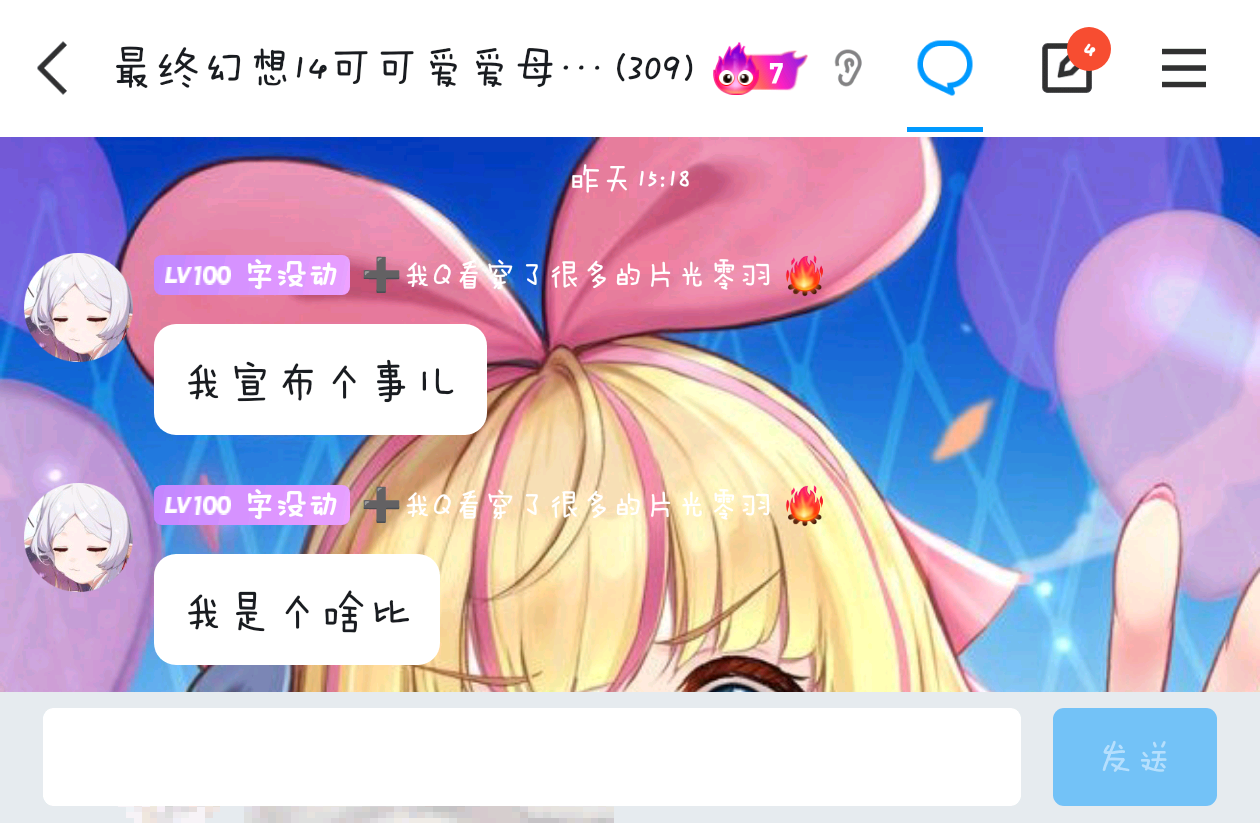 最终幻想14可可爱爱母…(309)
7
4
昨天 15:18
LV100 字没动 ➕我Q看穿了很多的片光零羽🔥
我宣布个事儿
LV100 字没动 ➕我Q看穿了很多的片光零羽🔥
我是个啥比
发送